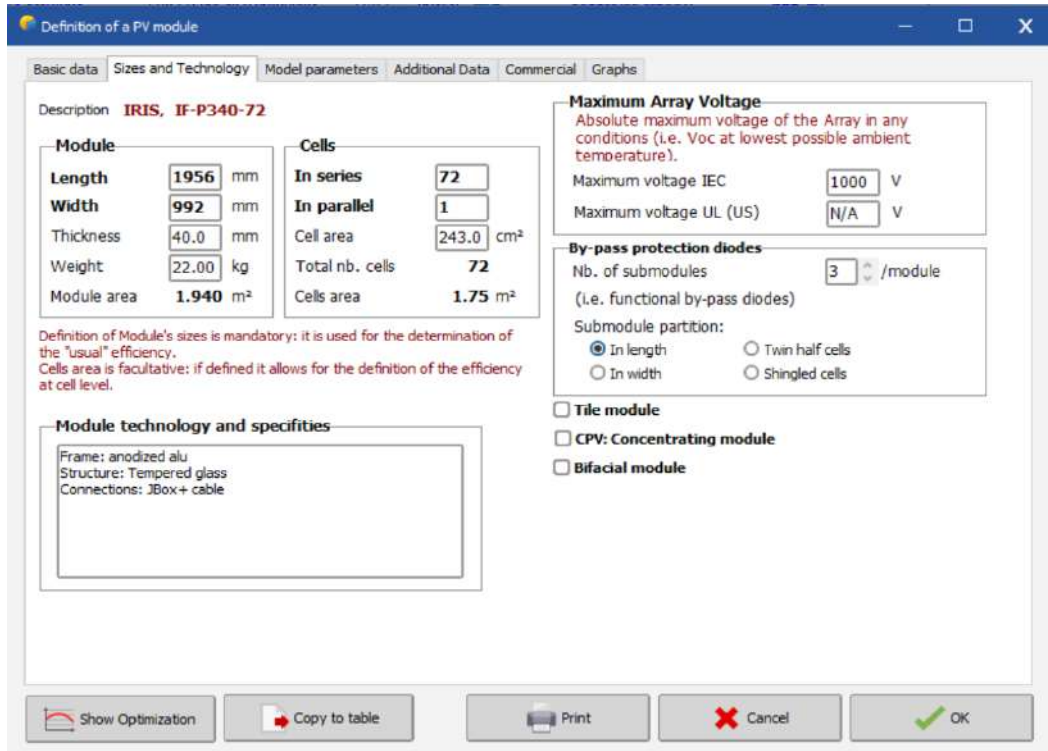 Definition of a PV module
Basic data Sizes and Technology Model parameters Additional Data Commercial Graphs
Description IRIS, IF-P340-72
Module
Length 1956 mm
Width 992 mm
Thickness 40.0 mm
Weight 22.00 kg
Module area 1.940 m²
Cells
In series 72
In parallel 1
Cell area 243.0 cm²
Total nb. cells 72
Cells area 1.75 m²
Definition of Module's sizes is mandatory: it is used for the determination of
the "usual" efficiency.
Cells area is facultative: if defined it allows for the definition of the efficiency
at cell level.
Module technology and specifities
Frame: anodized alu
Structure: Tempered glass
Connections: JBox+ cable
Maximum Array Voltage
Absolute maximum voltage of the Array in any
conditions (i.e. Voc at lowest possible ambient
temperature).
Maximum voltage IEC 1000 V
Maximum voltage UL (US) N/A V
By-pass protection diodes
Nb. of submodules 3 /module
(i.e. functional by-pass diodes)
Submodule partition:
In length Twin half cells
In width Shingled cells
Tile module
CPV: Concentrating module
Bifacial module
Show Optimization Copy to table Print Cancel OK